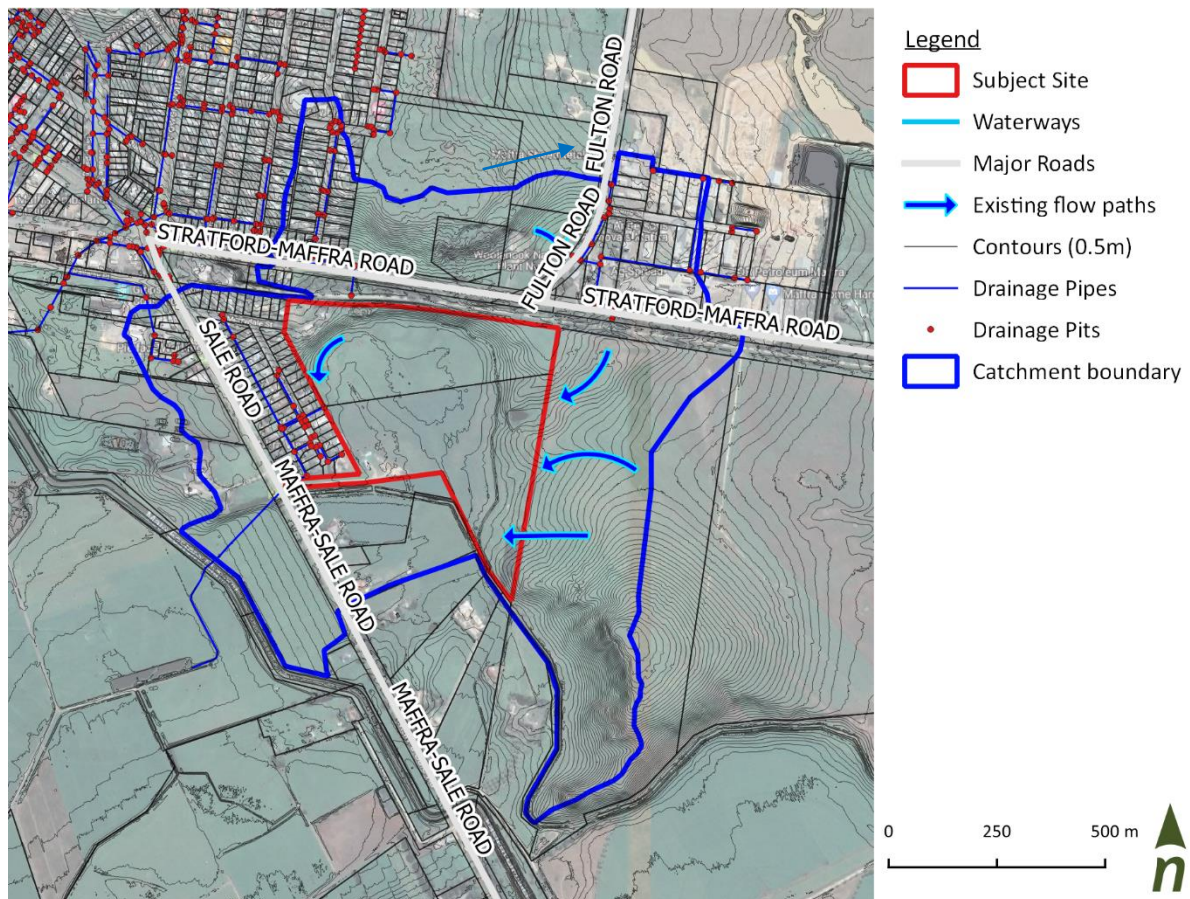 FULTON ROAD
FULTON ROAD
STRATFORD-MAFFRA ROAD
STRATFORD-MAFFRA ROAD
SALE ROAD
MAFFRA-SALE ROAD
MAFFRA-SALE ROAD
Legend
Subject Site
Waterways
Major Roads
Existing flow paths
Contours (0.5m)
Drainage Pipes
Drainage Pits
Catchment boundary
0 250 500 m
n